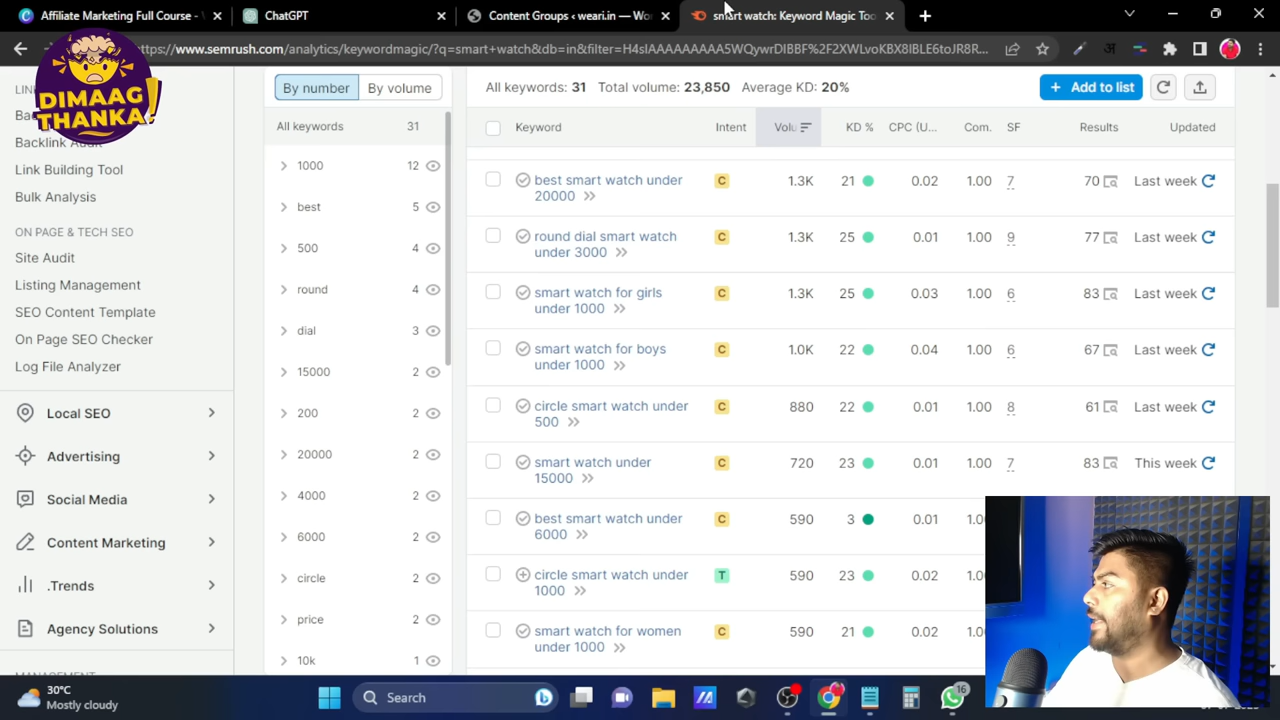 Affiliate Marketing Full Course -
ChatGPT
Content Groups ‹ weari.in — Wo
smart watch: Keyword Magic Too
https://www.semrush.com/analytics/keywordmagic/?q=smart+watch&db=in&filter=
DIMAAG
THANKA!
Backlink Audit
Link Building Tool
Bulk Analysis
ON PAGE & TECH SEO
Site Audit
Listing Management
SEO Content Template
On Page SEO Checker
Log File Analyzer
Local SEO
Advertising
Social Media
Content Marketing
.Trends
Agency Solutions
By number
By volume
All keywords 31
1000 12
best 5
500 4
round 4
dial 3
15000 2
200 2
20000 2
4000 2
6000 2
circle 2
price 2
10k 1
All keywords: 31 Total volume: 23,850 Average KD: 20%
+ Add to list
Keyword Intent Volu KD % CPC (U... Com. SF Results Updated
best smart watch under
20000 C 1.3K 21 0.02 1.00 7 70 Last week
round dial smart watch
under 3000 C 1.3K 25 0.01 1.00 9 77 Last week
smart watch for girls
under 1000 C 1.3K 25 0.03 1.00 6 83 Last week
smart watch for boys
under 1000 C 1.0K 22 0.04 1.00 6 67 Last week
circle smart watch under
500 C 880 22 0.01 1.00 8 61 Last week
smart watch under
15000 C 720 23 0.01 1.00 7 83 This week
best smart watch under
6000 C 590 3 0.01 1.0
circle smart watch under
1000 T 590 23 0.02 1.0
smart watch for women
under 1000 C 590 21 0.02 1.0
30°C
Mostly cloudy
Search
16